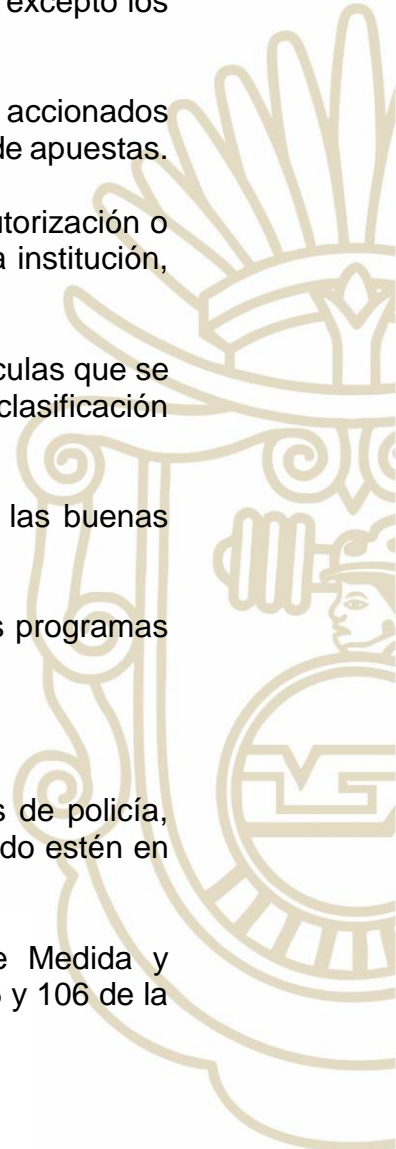 excepto los
accionados
de apuestas.
utorización o
a institución,
culas que se
clasificación
las buenas
s programas
s de policía,
do estén en
e Medida y
y 106 de la